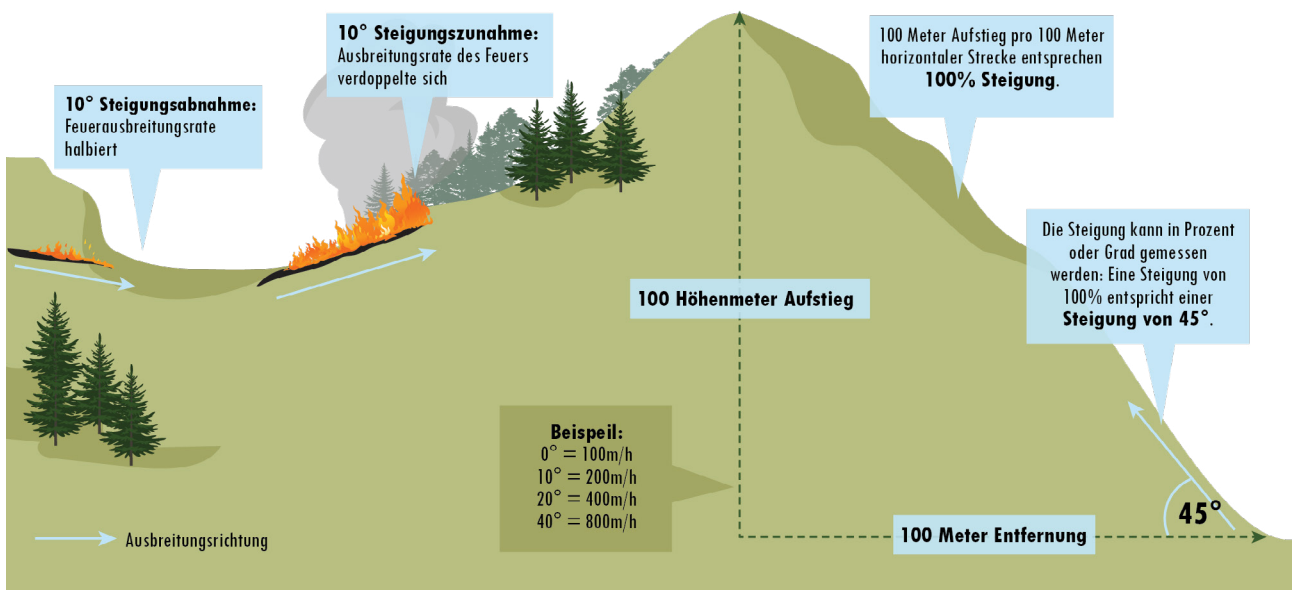 10° Steigungsabnahme:
Feuerausbreitungsrate
halbiert
10° Steigungszunahme:
Ausbreitungsrate des Feuers
verdoppelte sich
100 Meter Aufstieg pro 100 Meter
horizontaler Strecke entsprechen
100% Steigung.
Die Steigung kann in Prozent
oder Grad gemessen
werden: Eine Steigung von
100% entspricht einer
Steigung von 45°.
100 Höhenmeter Aufstieg
Beispeil:
0° = 100m/h
10° = 200m/h
20° = 400m/h
40° = 800m/h
45°
100 Meter Entfernung
Ausbreitungsrichtung